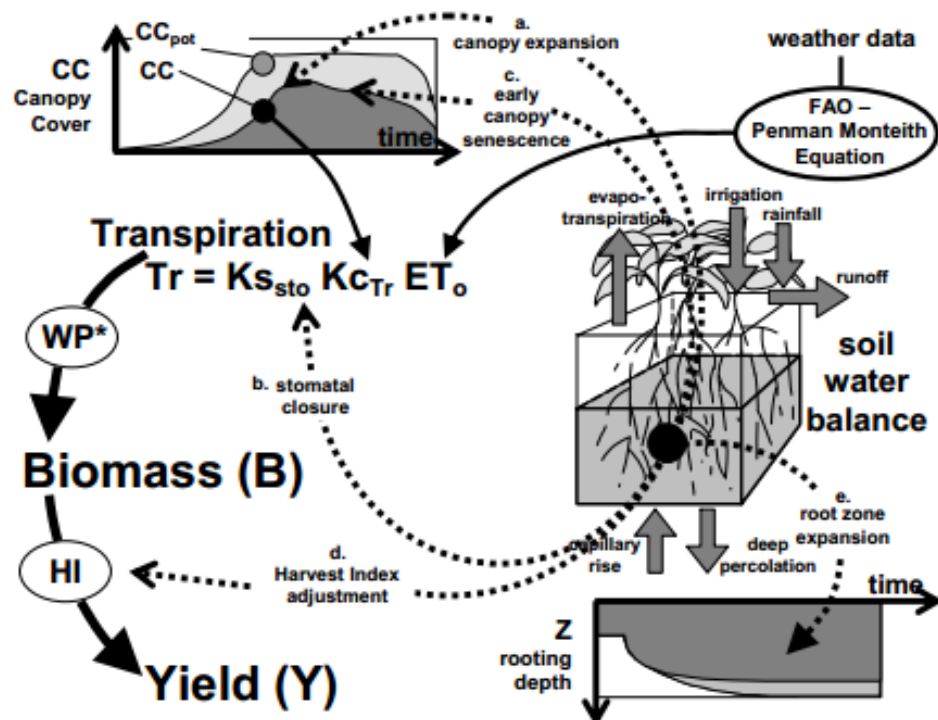 CCpot
CC
CC
Canopy
Cover
time
a.
canopy expansion
c.
early
canopy
senescence
weather data
FAO –
Penman Monteith
Equation
evapo-
transpiration
irrigation
rainfall
runoff
Transpiration
Tr = Kssto KcTr ETo
WP*
b. stomatal
closure
soil
water
balance
Biomass (B)
e.
root zone
expansion
capillary
rise
deep
percolation
HI
d.
Harvest Index
adjustment
time
Z
rooting
depth
Yield (Y)